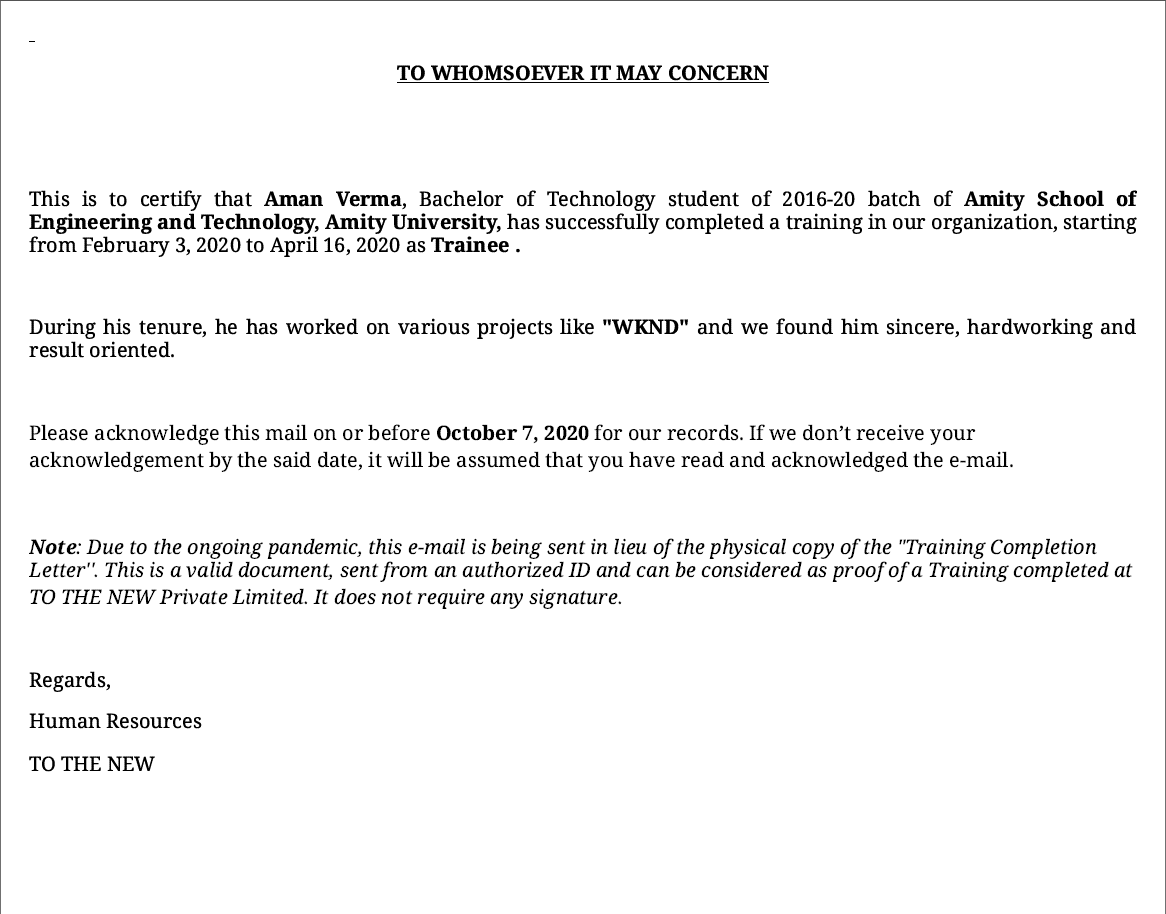 TO WHOMSOEVER IT MAY CONCERN
This is to certify that Aman Verma, Bachelor of Technology student of 2016-20 batch of Amity School of
Engineering and Technology, Amity University, has successfully completed a training in our organization, starting
from February 3, 2020 to April 16, 2020 as Trainee .
During his tenure, he has worked on various projects like "WKND" and we found him sincere, hardworking and
result oriented.
Please acknowledge this mail on or before October 7, 2020 for our records. If we don’t receive your
acknowledgement by the said date, it will be assumed that you have read and acknowledged the e-mail.
Note: Due to the ongoing pandemic, this e-mail is being sent in lieu of the physical copy of the "Training Completion
Letter''. This is a valid document, sent from an authorized ID and can be considered as proof of a Training completed at
TO THE NEW Private Limited. It does not require any signature.
Regards,
Human Resources
TO THE NEW